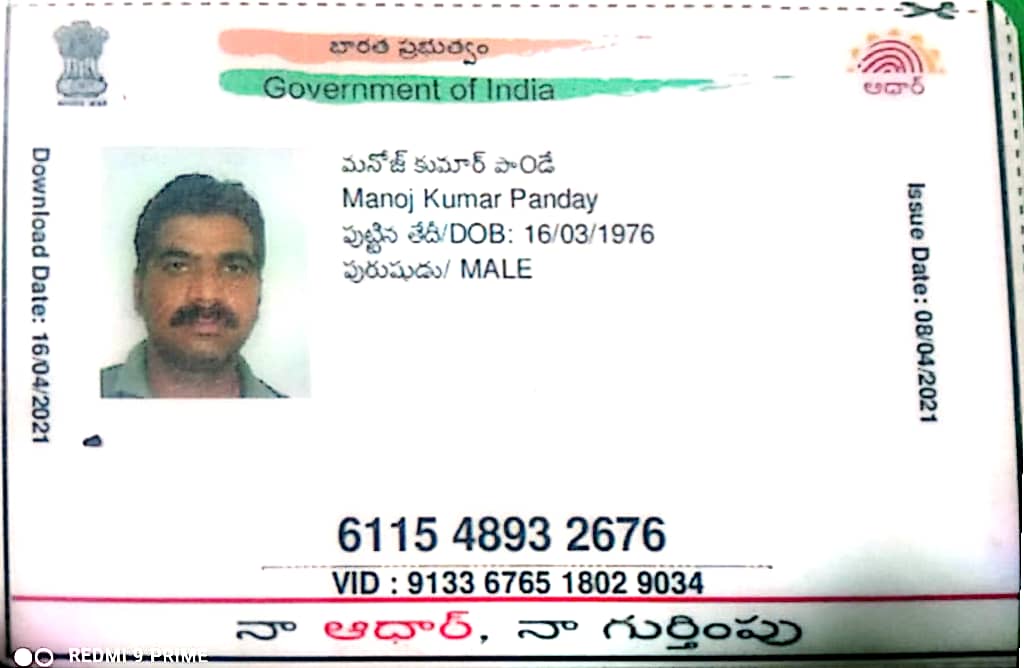 భారత ప్రభుత్వం
Government of India
ఆధార్
Download Date: 16/04/2021
మనోజ్ కుమార్ పాండే
Manoj Kumar Panday
పుట్టిన తేదీ/DOB: 16/03/1976
పురుషుడు/ MALE
Issue Date: 08/04/2021
6115 4893 2676
VID : 9133 6765 1802 9034
నా ఆధార్, నా గుర్తింపు
REDMI 9 PRIME